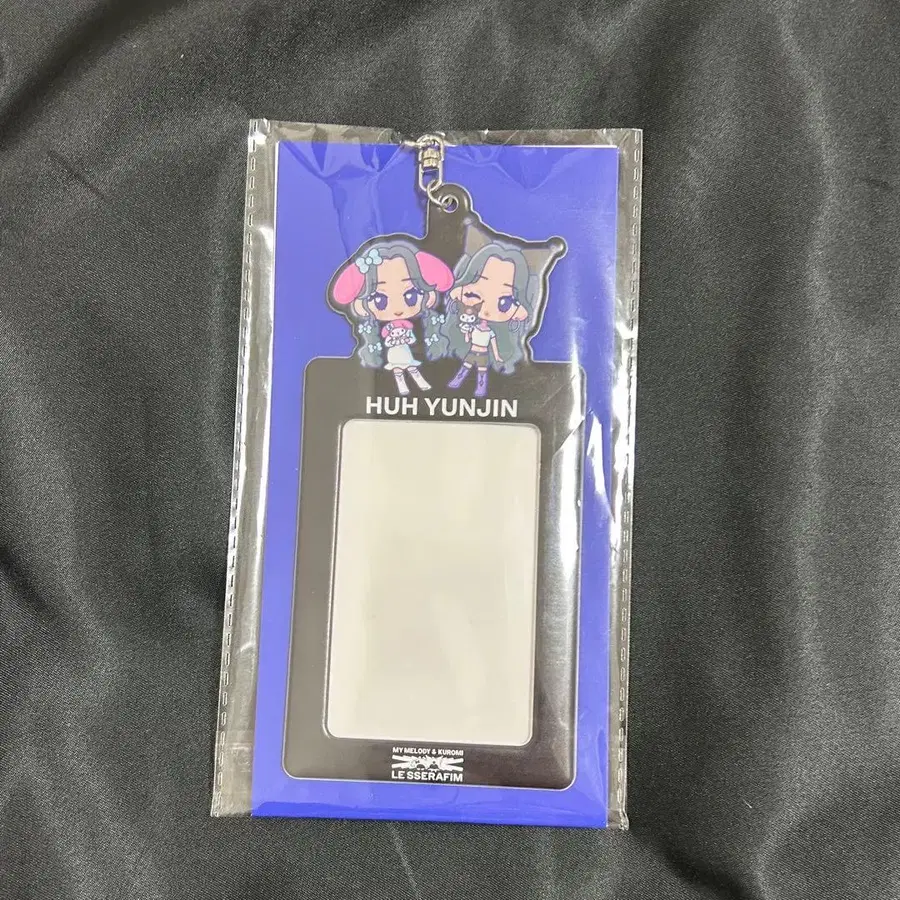 HUH YUNJIN
MY MELODY & KUROMI
LE SSERAFIM